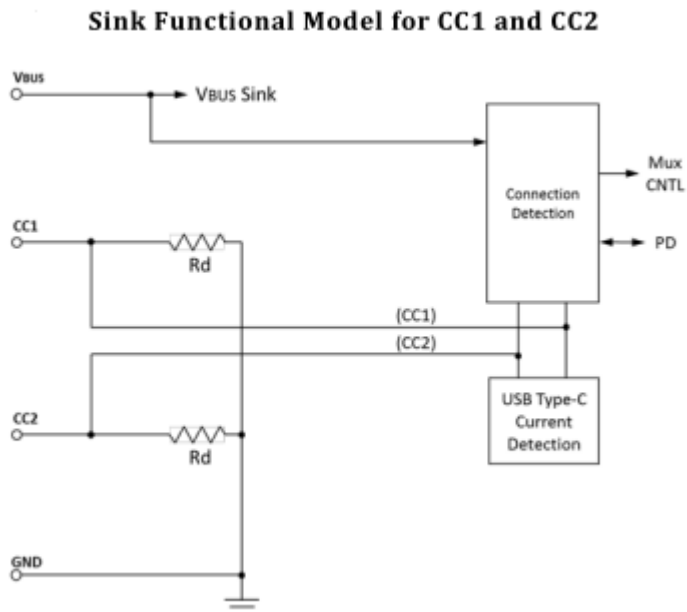 Sink Functional Model for CC1 and CC2
VBUS
VBUS Sink
Mux
CNTL
Connection
Detection
CC1
PD
Rd
(CC1)
(CC2)
USB Type-C
Current
Detection
CC2
Rd
GND